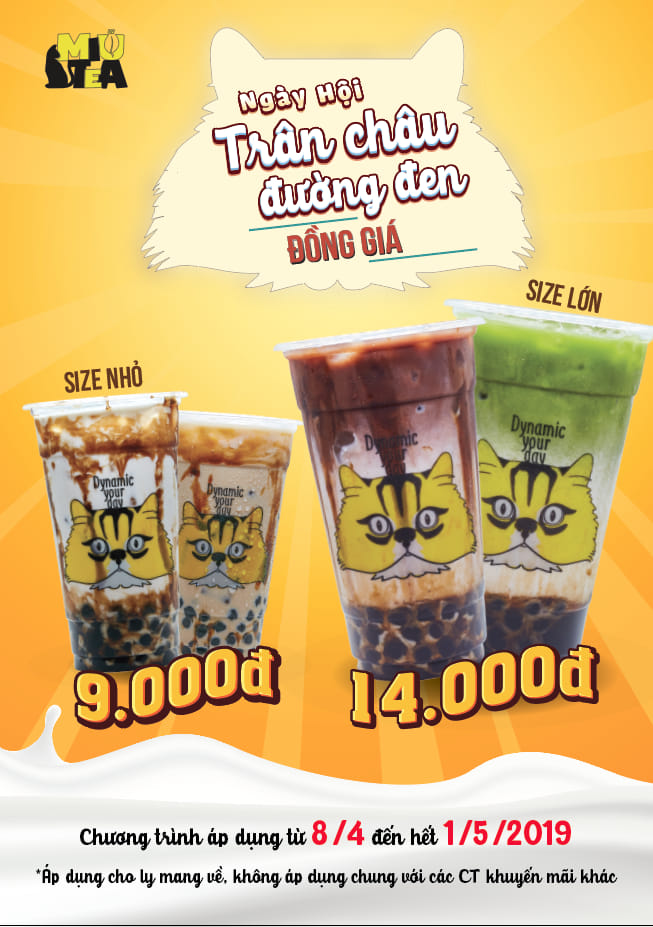 MIU
TEA
Ngày Hội
Trân châu
đường đen
ĐỒNG GIÁ
SIZE LỚN
SIZE NHỎ
Dynamic
your
day
Dynamic
your
day
Dynamic
your
day
Dynamic
your
day
9.000đ
14.000đ
Chương trình áp dụng từ 8/4 đến hết 1/5/2019
*Áp dụng cho ly mang về, không áp dụng chung với các CT khuyến mãi khác